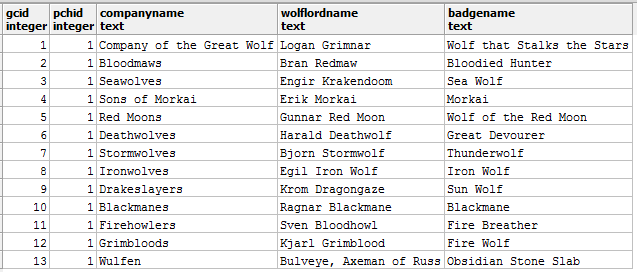 gcid pchid companyname wolflordname badgename
integer integer text text text
1 1 Company of the Great Wolf Logan Grimnar Wolf that Stalks the Stars
2 1 Bloodmaws Bran Redmaw Bloodied Hunter
3 1 Seawolves Engir Krakendoom Sea Wolf
4 1 Sons of Morkai Erik Morkai Morkai
5 1 Red Moons Gunnar Red Moon Wolf of the Red Moon
6 1 Deathwolves Harald Deathwolf Great Devourer
7 1 Stormwolves Bjorn Stormwolf Thunderwolf
8 1 Ironwolves Egil Iron Wolf Iron Wolf
9 1 Drakeslayers Krom Dragongaze Sun Wolf
10 1 Blackmanes Ragnar Blackmane Blackmane
11 1 Firehowlers Sven Bloodhowl Fire Breather
12 1 Grimbloods Kjarl Grimblood Fire Wolf
13 1 Wulfen Bulveye, Axeman of Russ Obsidian Stone Slab